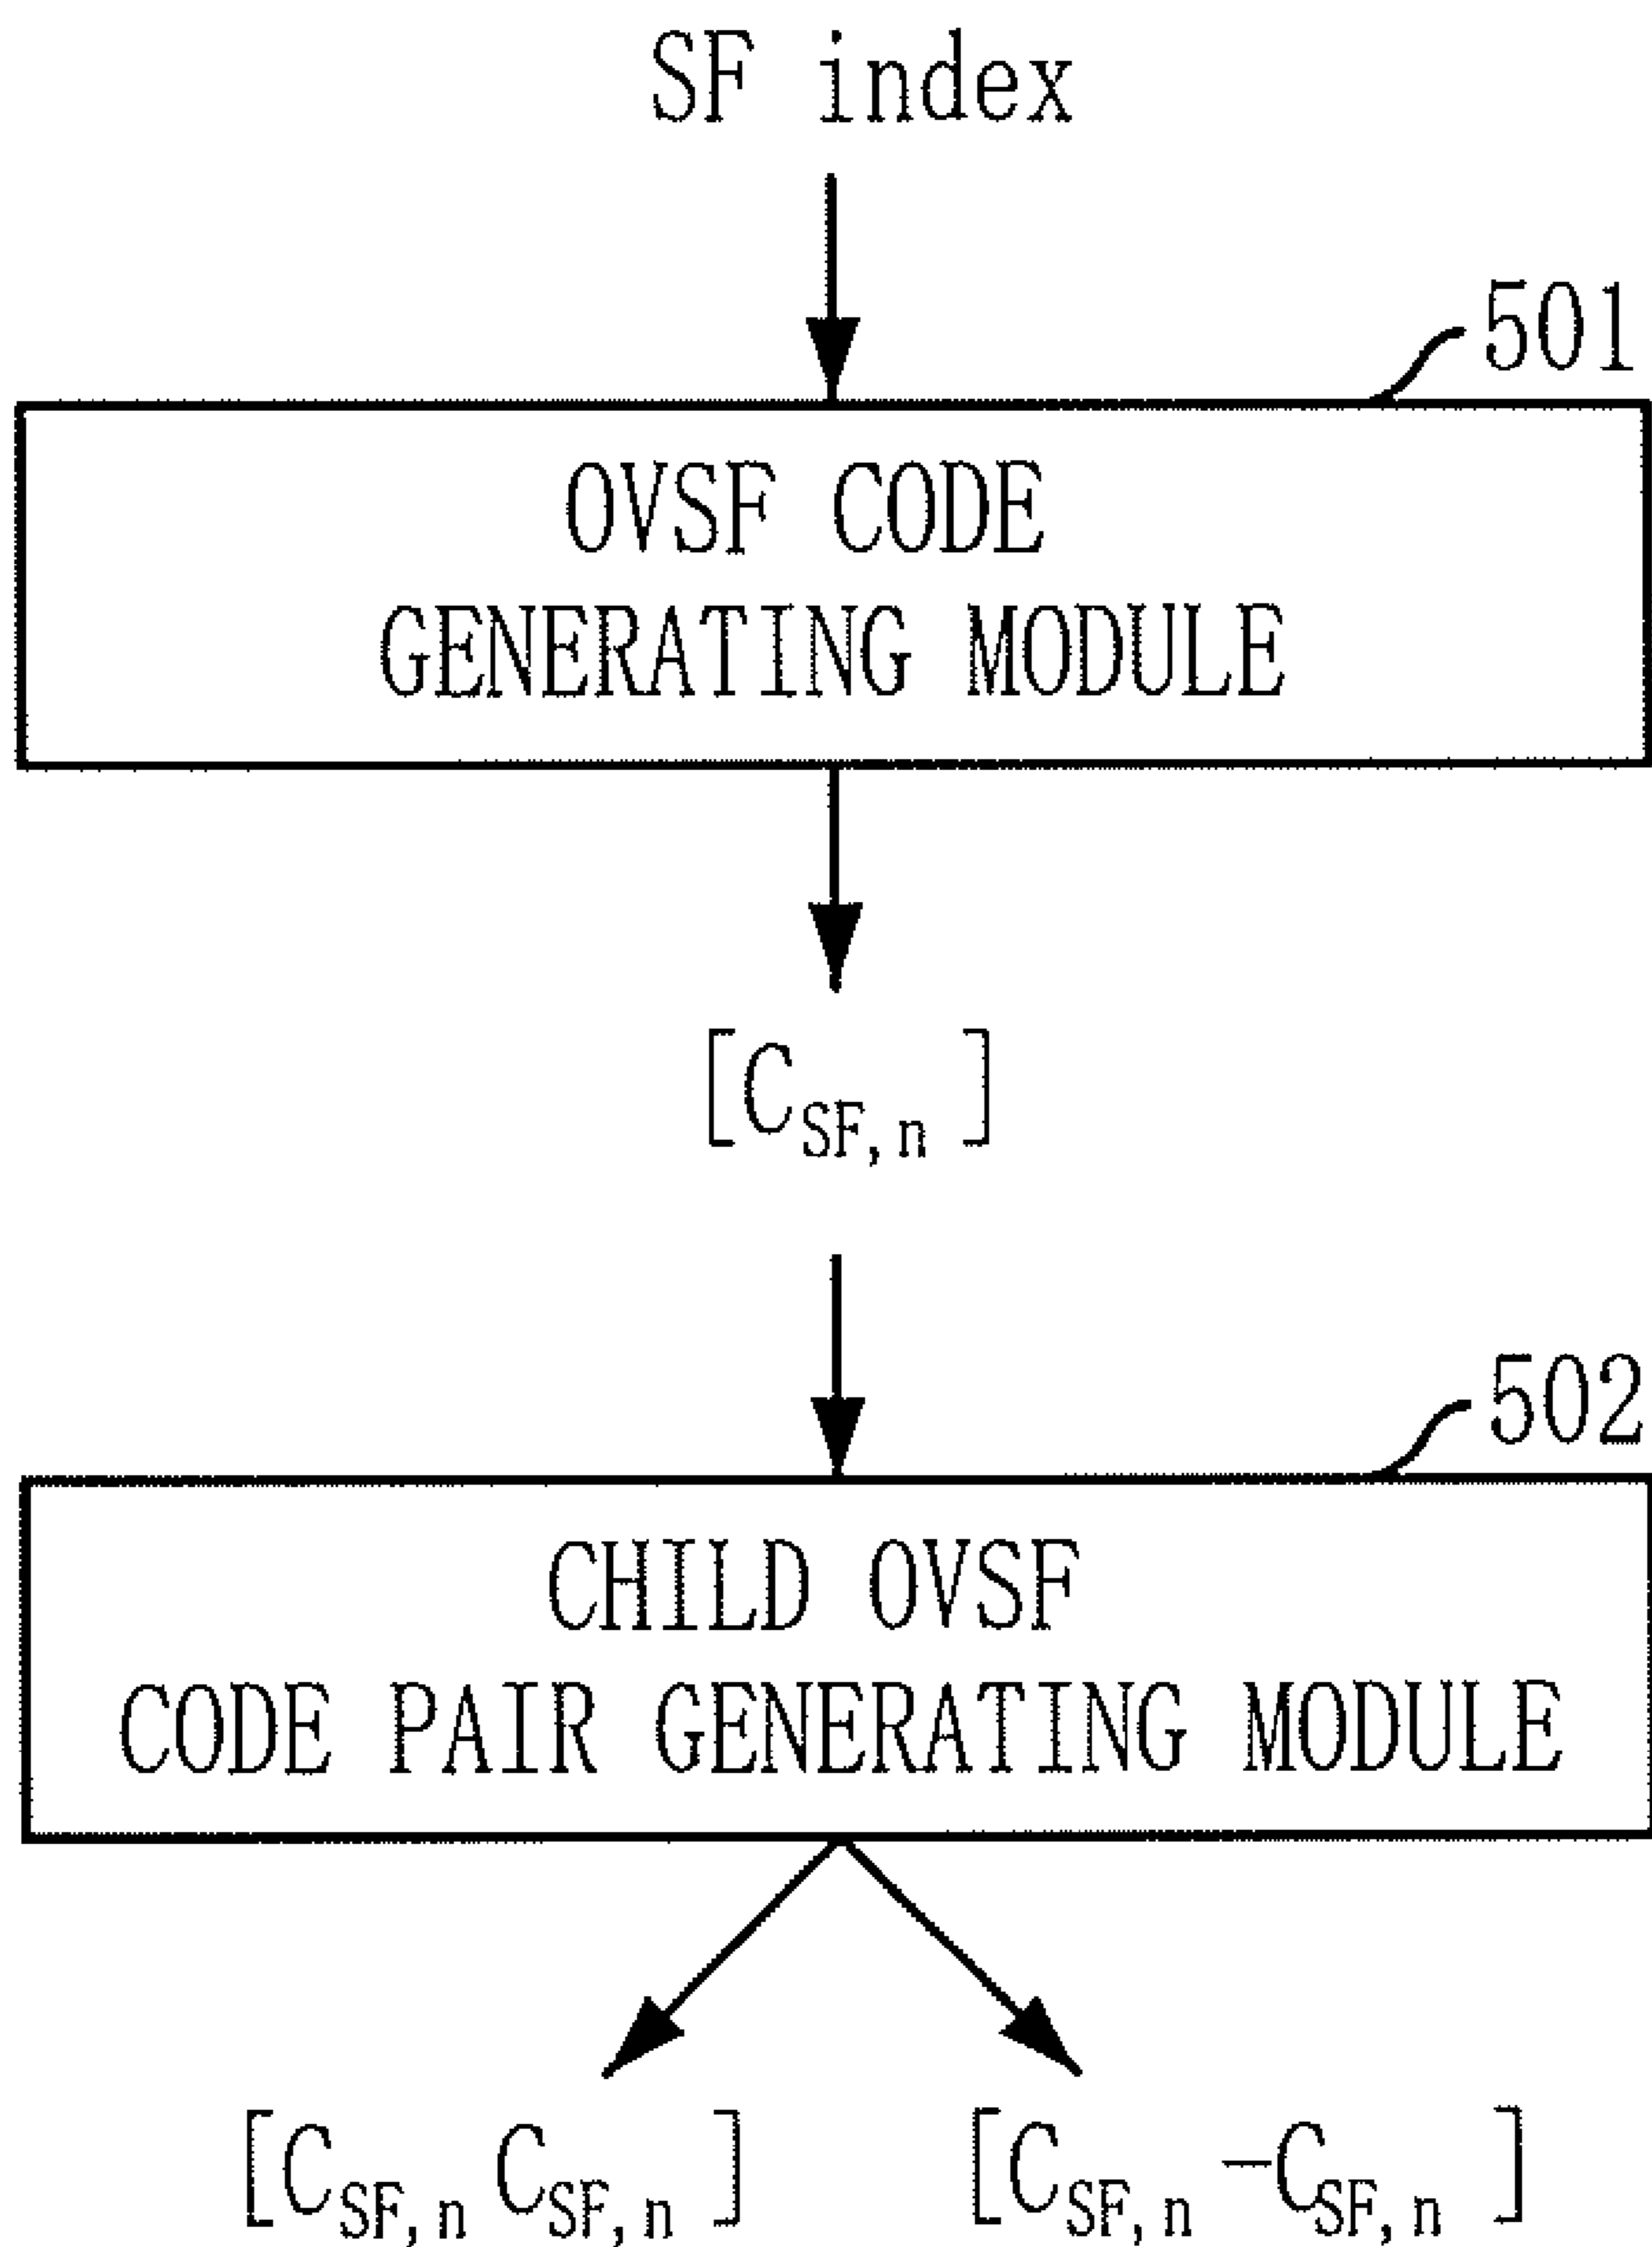 SF index
501
OVSF CODE
GENERATING MODULE
[C_SF,n]
502
CHILD OVSF
CODE PAIR GENERATING MODULE
[C_SF,n C_SF,n] [C_SF,n -C_SF,n]